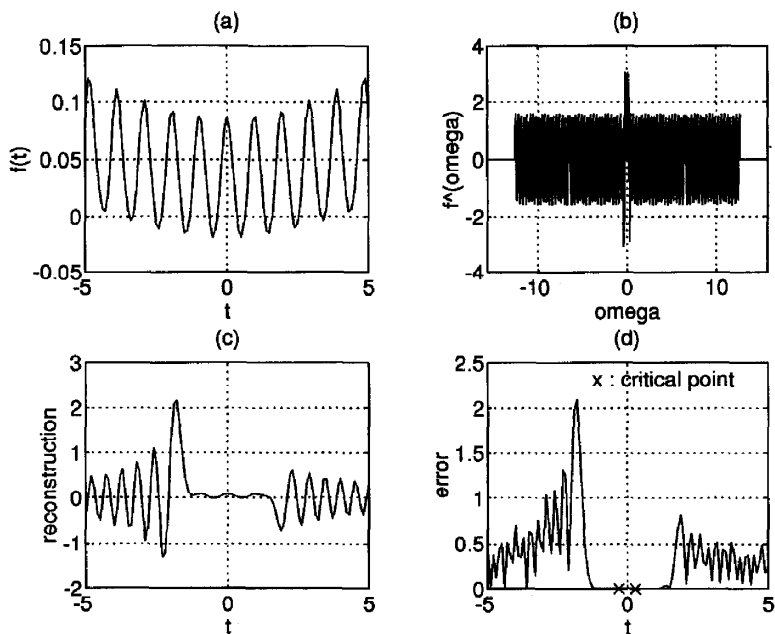 (a)
0.15
0.1
0.05
0
-0.05
f(t)
-5
0
5
t
(b)
4
2
0
-2
-4
f^(omega)
-10
0
10
omega
(c)
3
2
1
0
-1
-2
reconstruction
-5
0
5
t
(d)
2.5
2
1.5
1
0.5
0
error
x : critical point
-5
0
5
t